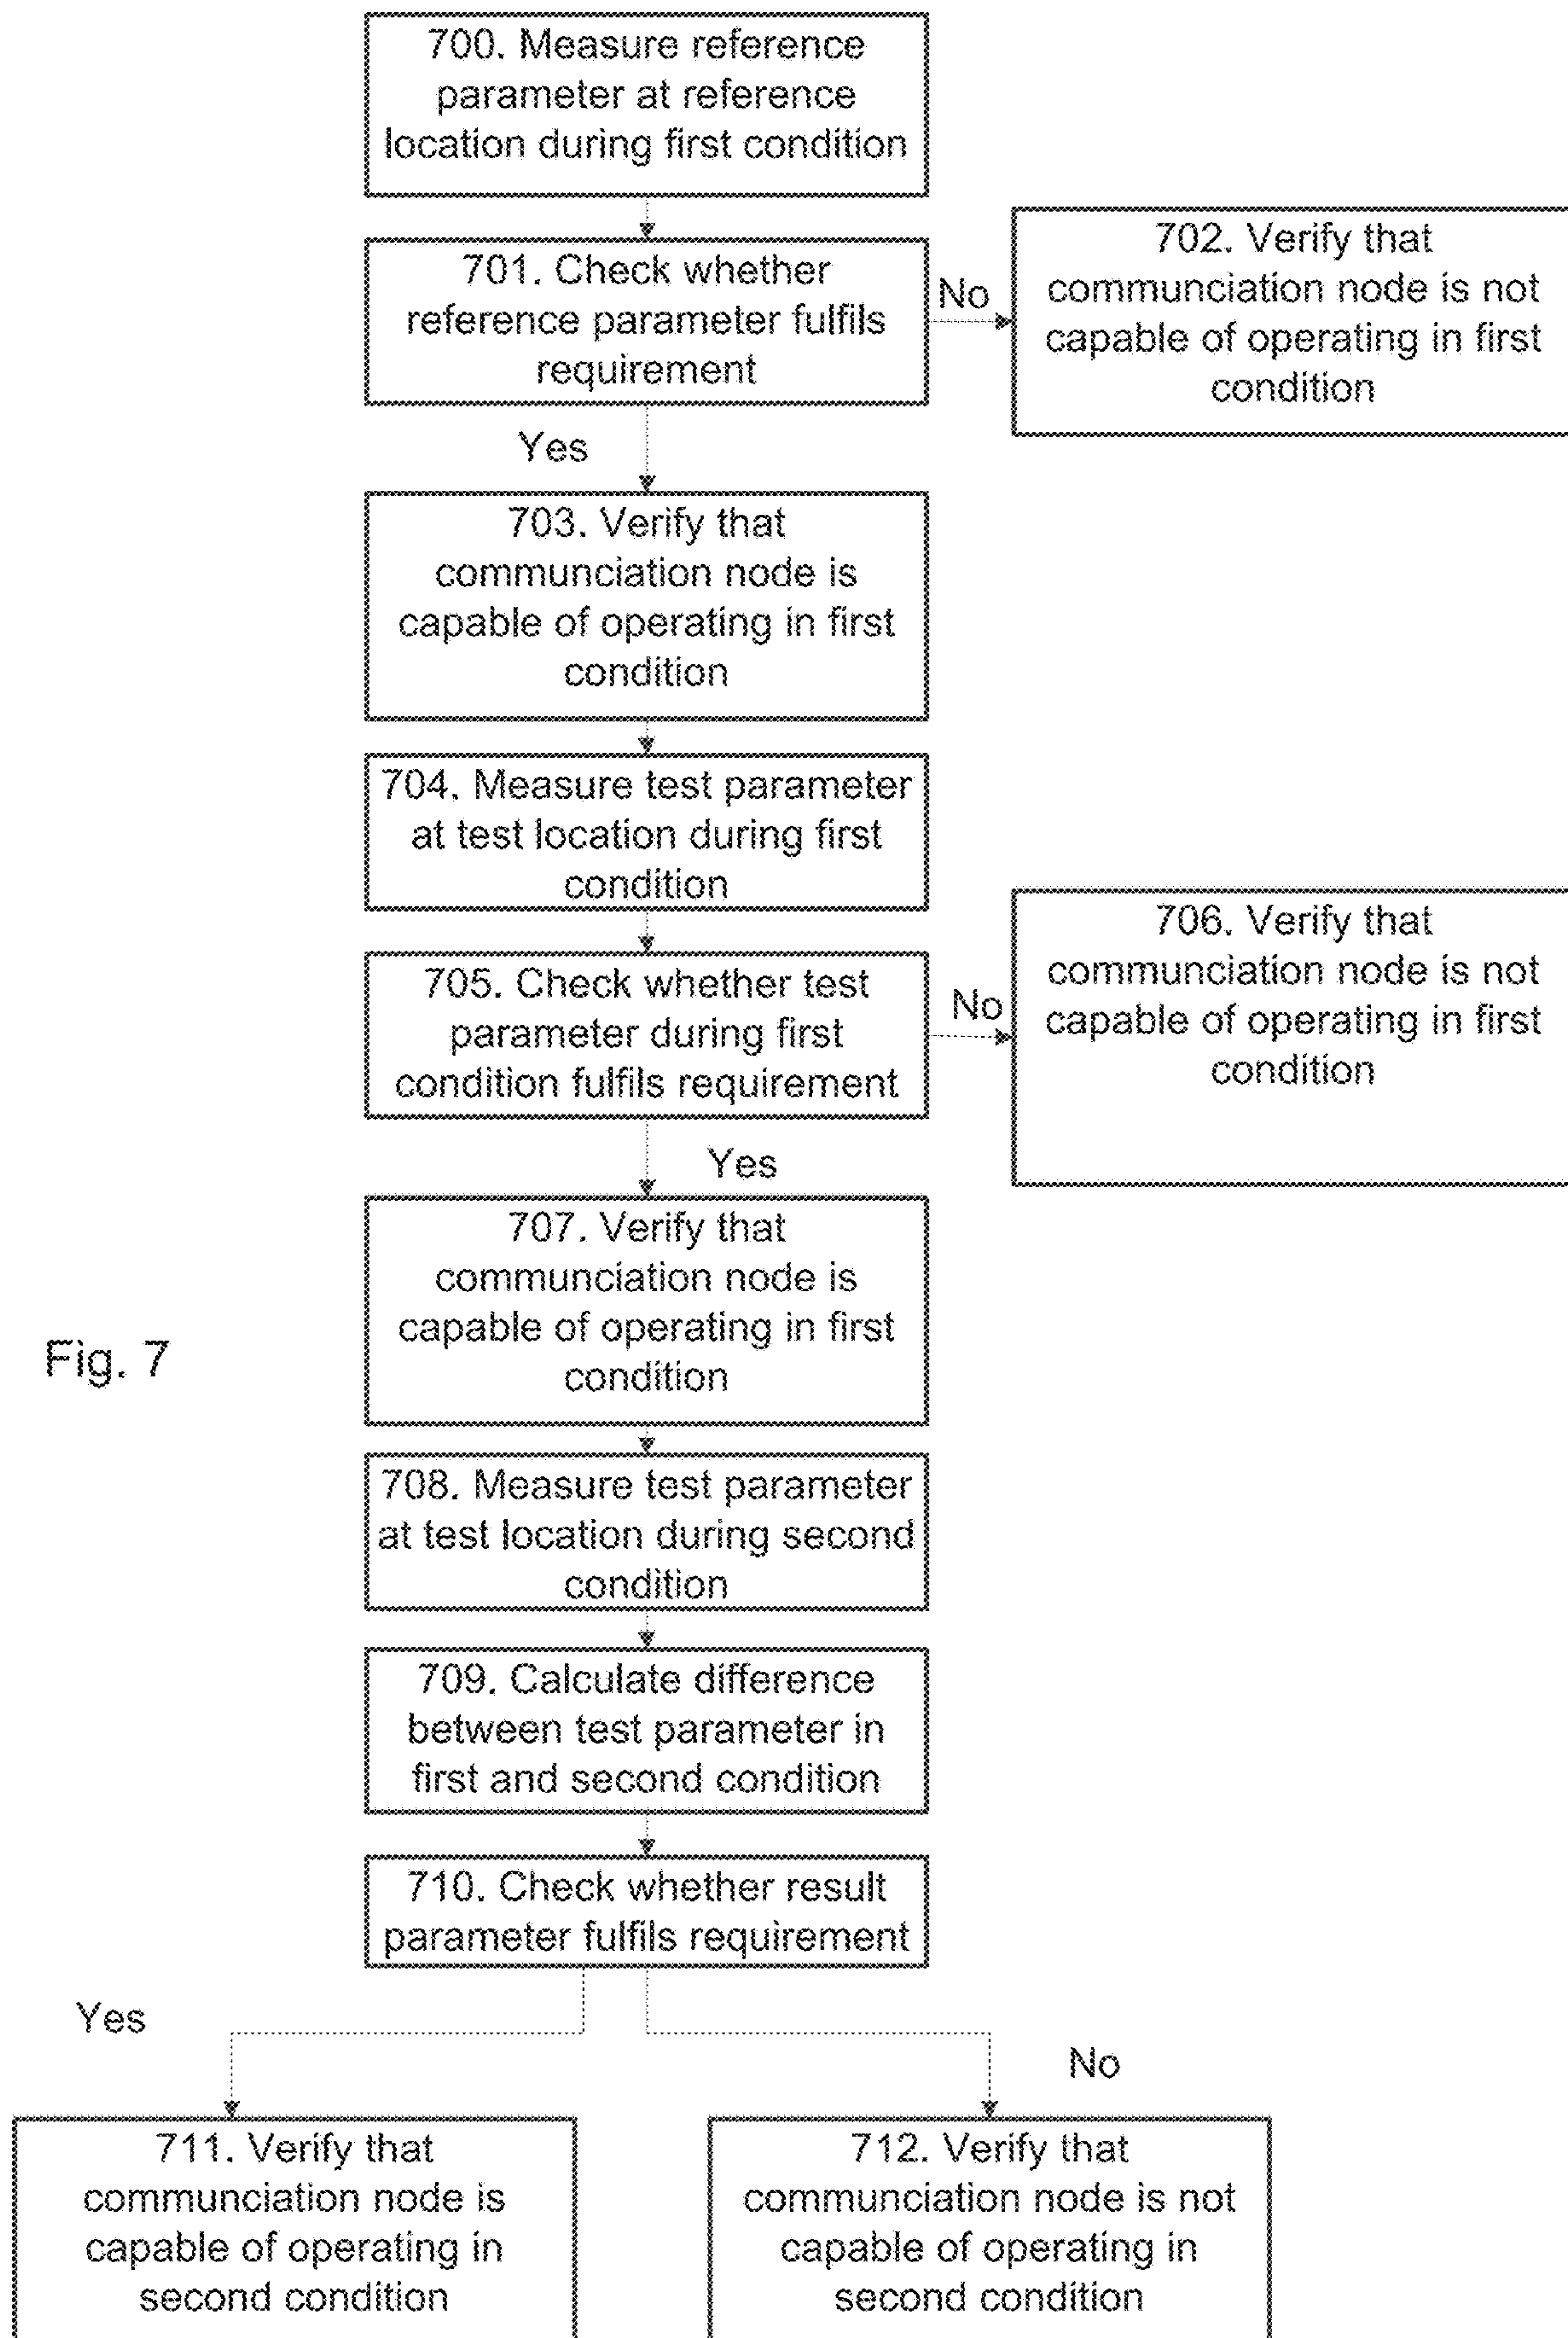 700. Measure reference
parameter at reference
location during first condition
701. Check whether
reference parameter fulfils
requirement
No
702. Verify that
communciation node is not
capable of operating in first
condition
Yes
703. Verify that
communciation node is
capable of operating in first
condition
704. Measure test parameter
at test location during first
condition
705. Check whether test
parameter during first
condition fulfils requirement
No
706. Verify that
communciation node is not
capable of operating in first
condition
Yes
707. Verify that
communciation node is
capable of operating in first
condition
Fig. 7
708. Measure test parameter
at test location during second
condition
709. Calculate difference
between test parameter in
first and second condition
710. Check whether result
parameter fulfils requirement
Yes
No
711. Verify that
communciation node is
capable of operating in
second condition
712. Verify that
communciation node is not
capable of operating in
second condition